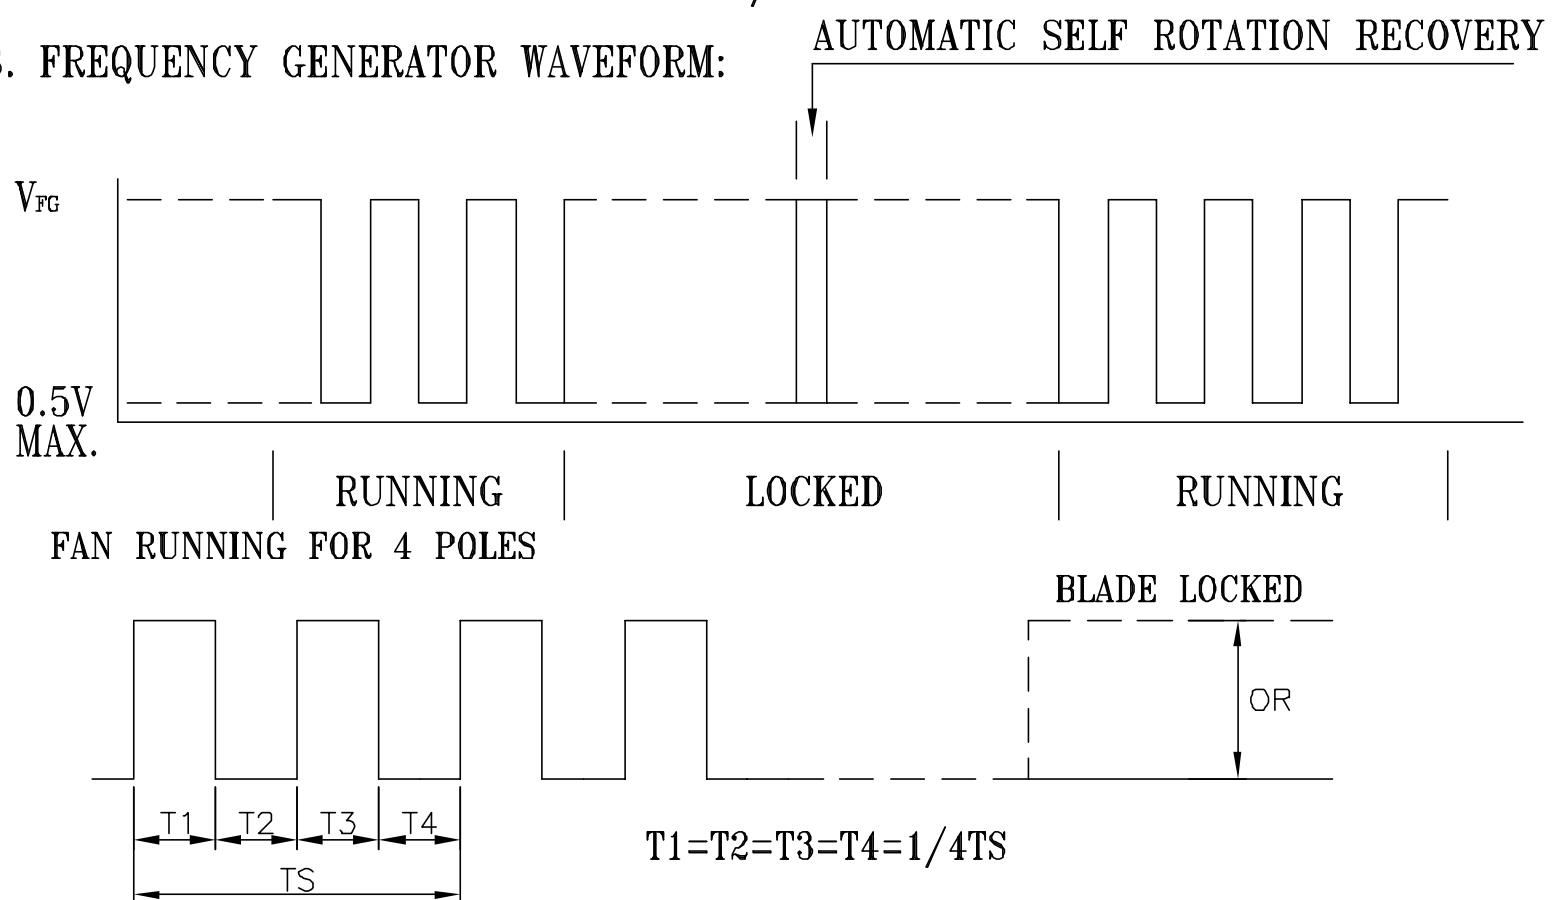 . FREQUENCY GENERATOR WAVEFORM:
AUTOMATIC SELF ROTATION RECOVERY
VFG
0.5V
MAX.
RUNNING
LOCKED
RUNNING
FAN RUNNING FOR 4 POLES
BLADE LOCKED
OR
T1
T2
T3
T4
T1=T2=T3=T4=1/4TS
TS